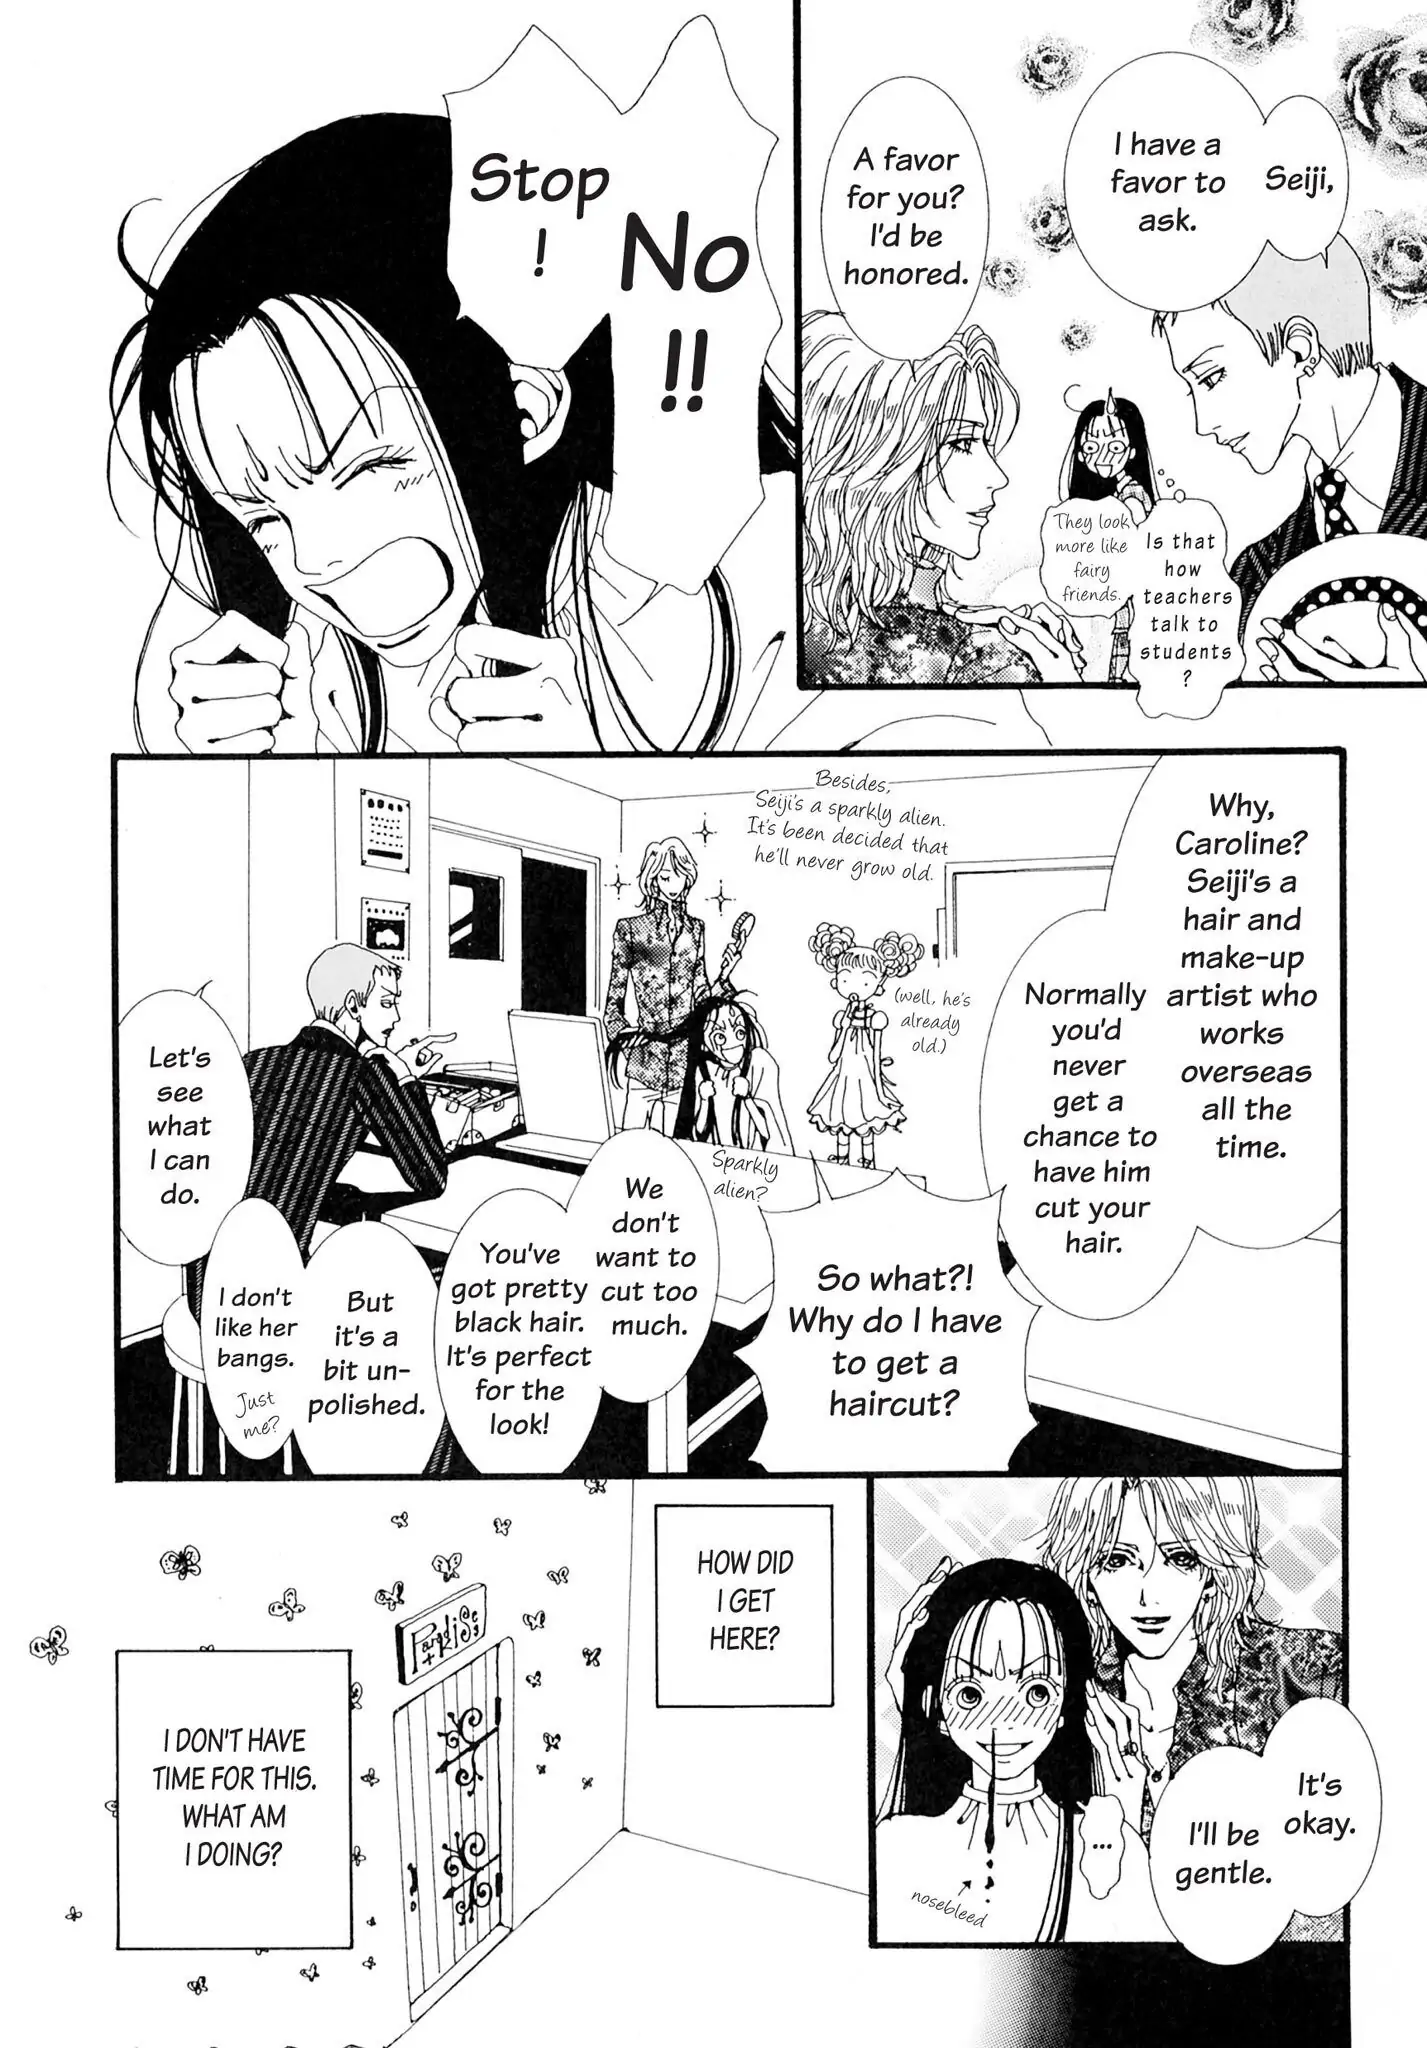 Seiji,
I have a
favor to
ask.
A favor
for you?
I'd be
honored.
Is that
how
teachers
talk to
students
?
They look
more like
fairy
friends.
No
!!
Stop
!
Why,
Caroline?
Seiji's a
hair and
make-up
artist who
works
overseas
all the
time.
Normally
you'd
never
get a
chance to
have him
cut your
hair.
Besides,
Seiji's a sparkly alien.
It's been decided that
he'll never grow old.
(well, he's
already
old.)
So what?!
Why do I have
to get a
haircut?
Sparkly
alien?
We
don't
want to
cut too
much.
You've
got pretty
black hair.
It's perfect
for the
look!
But
it's a
bit un-
polished.
Let's
see
what
I can
do.
I don't
like her
bangs.
Just
me?
It's
okay.
I'll be
gentle.
...
nosebleed
HOW DID
I GET
HERE?
Paradise
I DON'T HAVE
TIME FOR THIS.
WHAT AM
I DOING?